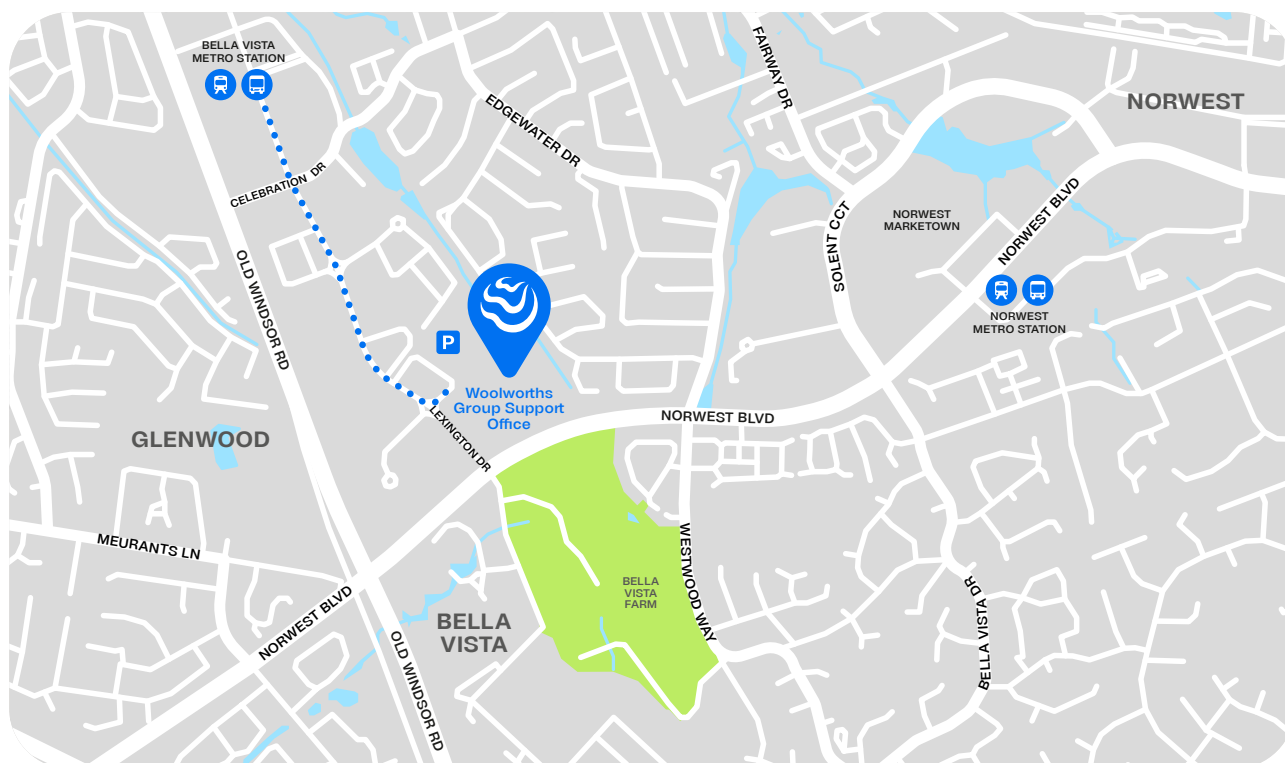 BELLA VISTA
METRO STATION
FAIRWAY DR
NORWEST
EDGEWATER DR
CELEBRATION DR
NORWEST BLVD
SOLENT CCT
NORWEST
MARKETOWN
OLD WINDSOR RD
NORWEST
METRO STATION
P
Woolworths
Group Support
Office
LEXINGTON DR
NORWEST BLVD
GLENWOOD
MEURANTS LN
WESTWOOD WAY
BELLA
VISTA
FARM
BELLA VISTA DR
NORWEST BLVD
BELLA
VISTA
OLD WINDSOR RD